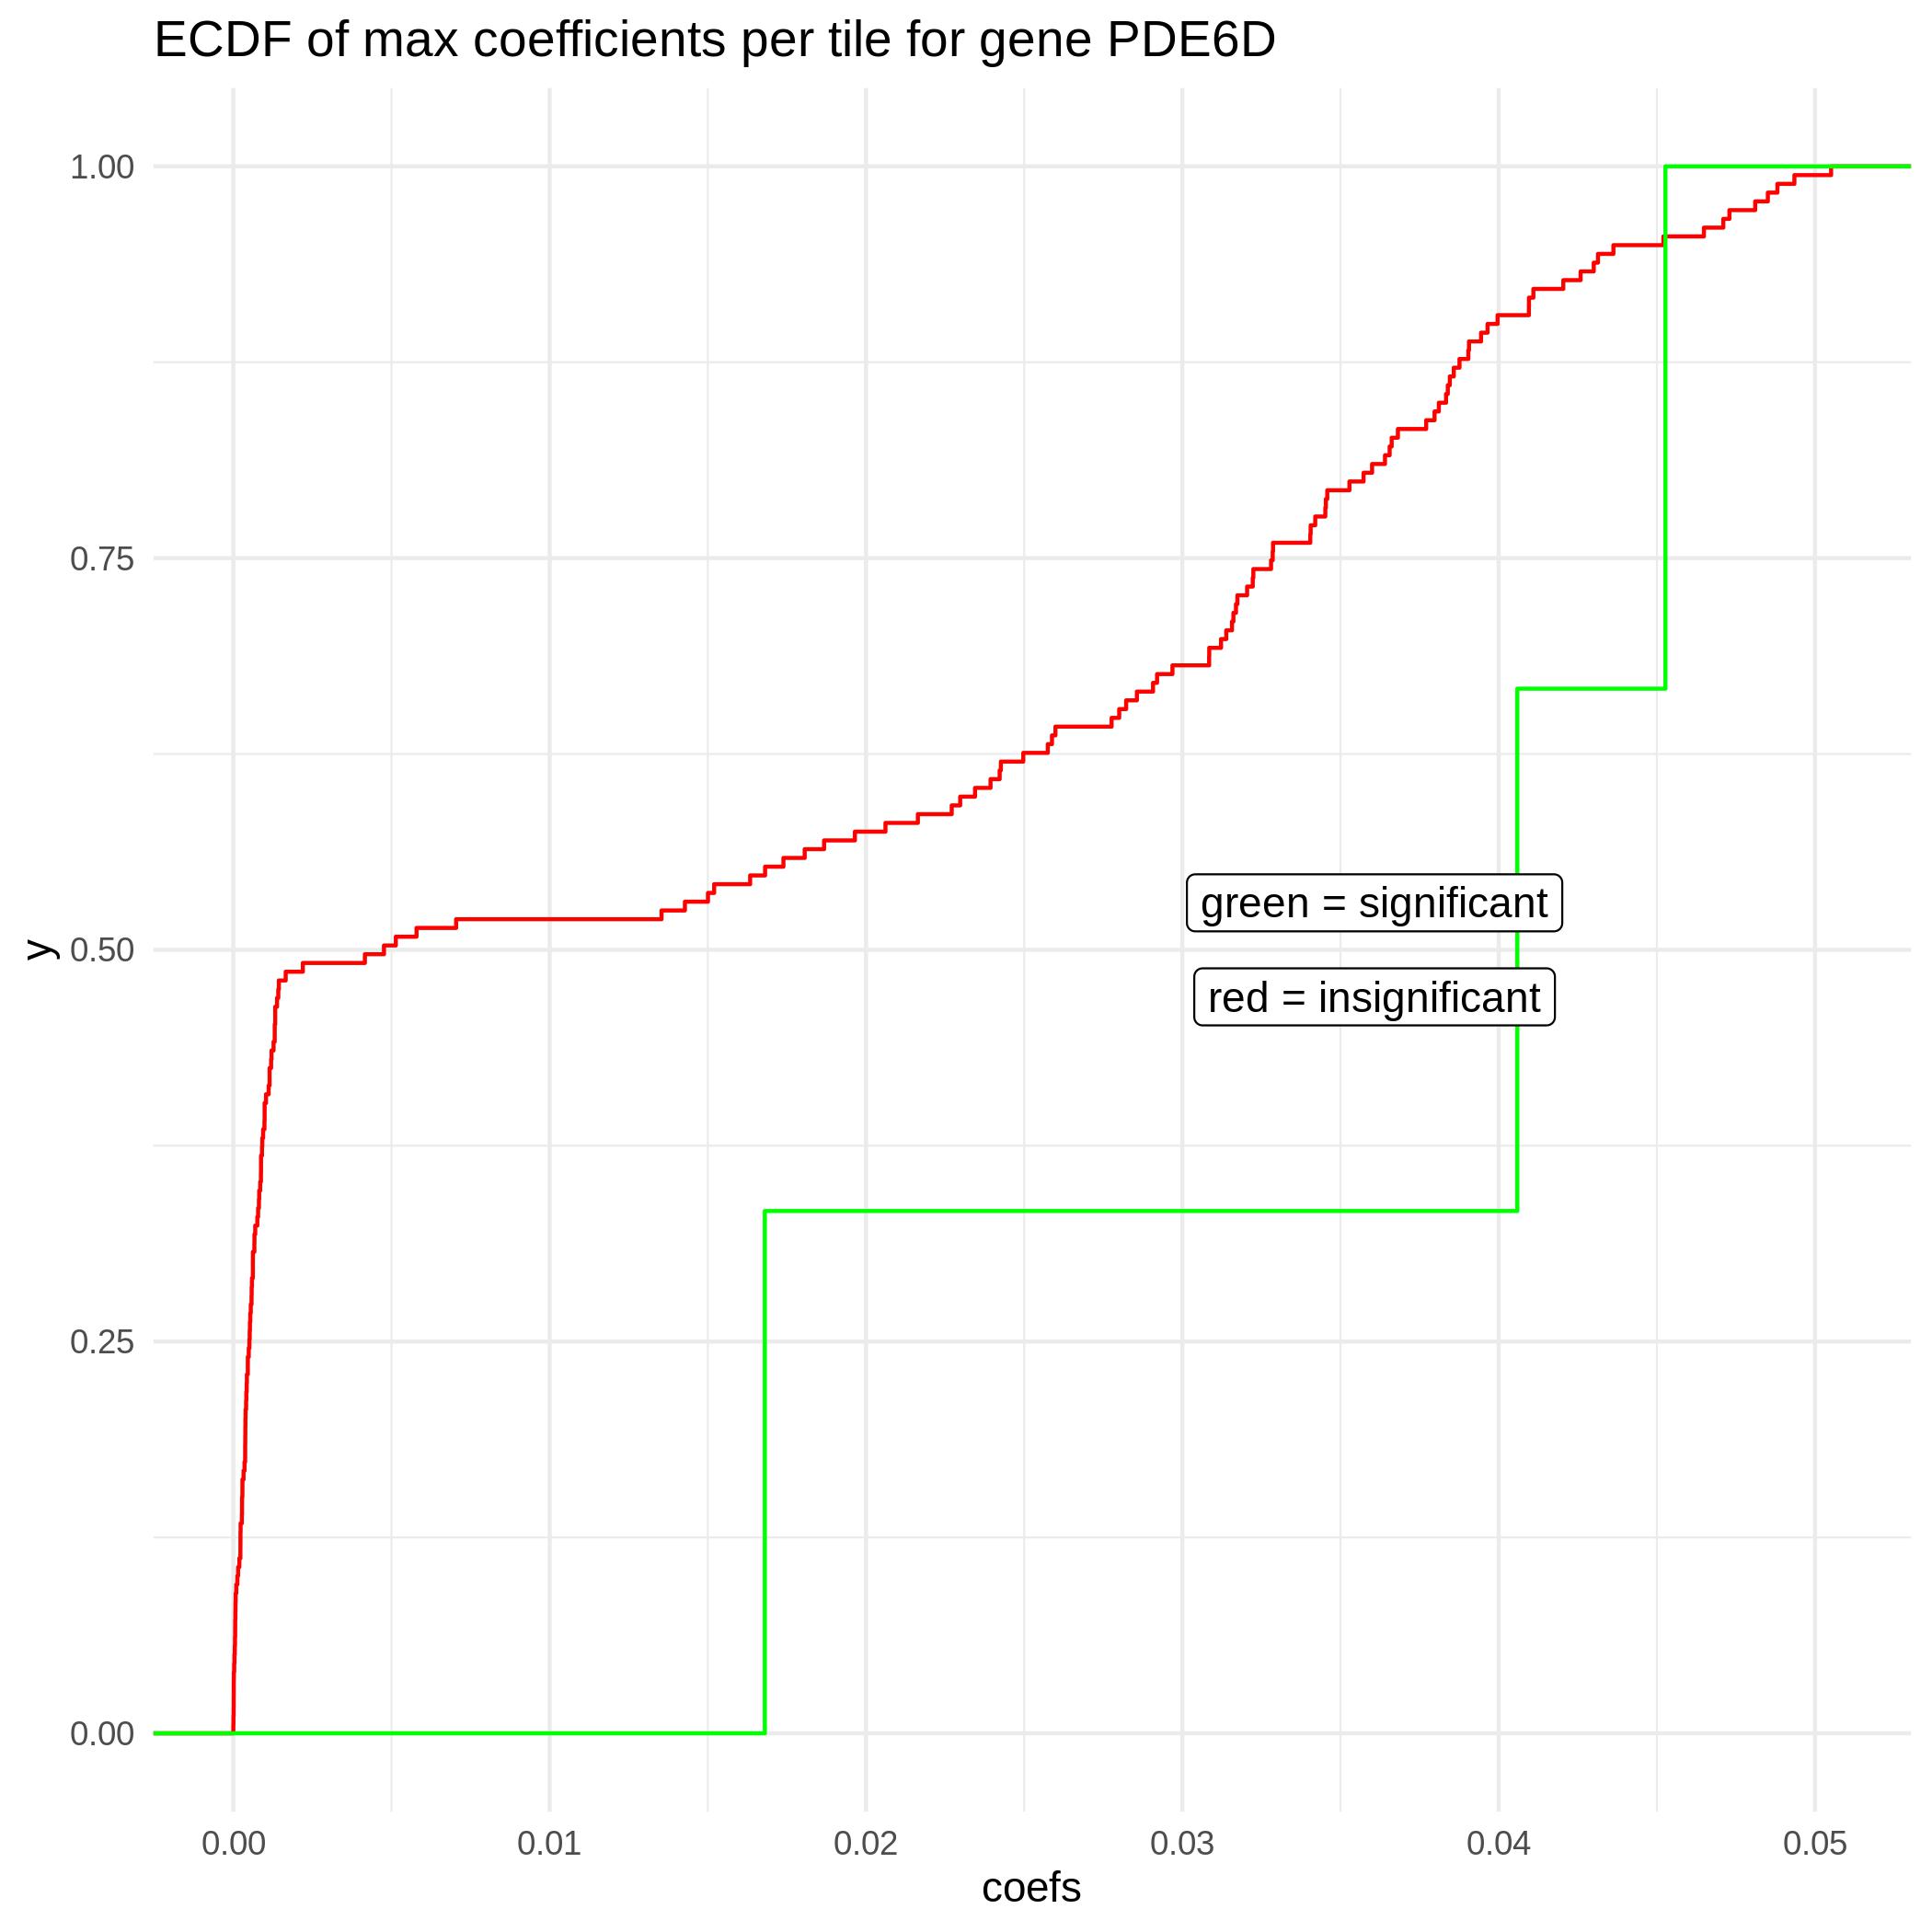 ECDF of max coefficients per tile for gene PDE6D
1.00
0.75
0.50
0.25
0.00
y
green = significant
red = insignificant
0.00 0.01 0.02 0.03 0.04 0.05
coefs